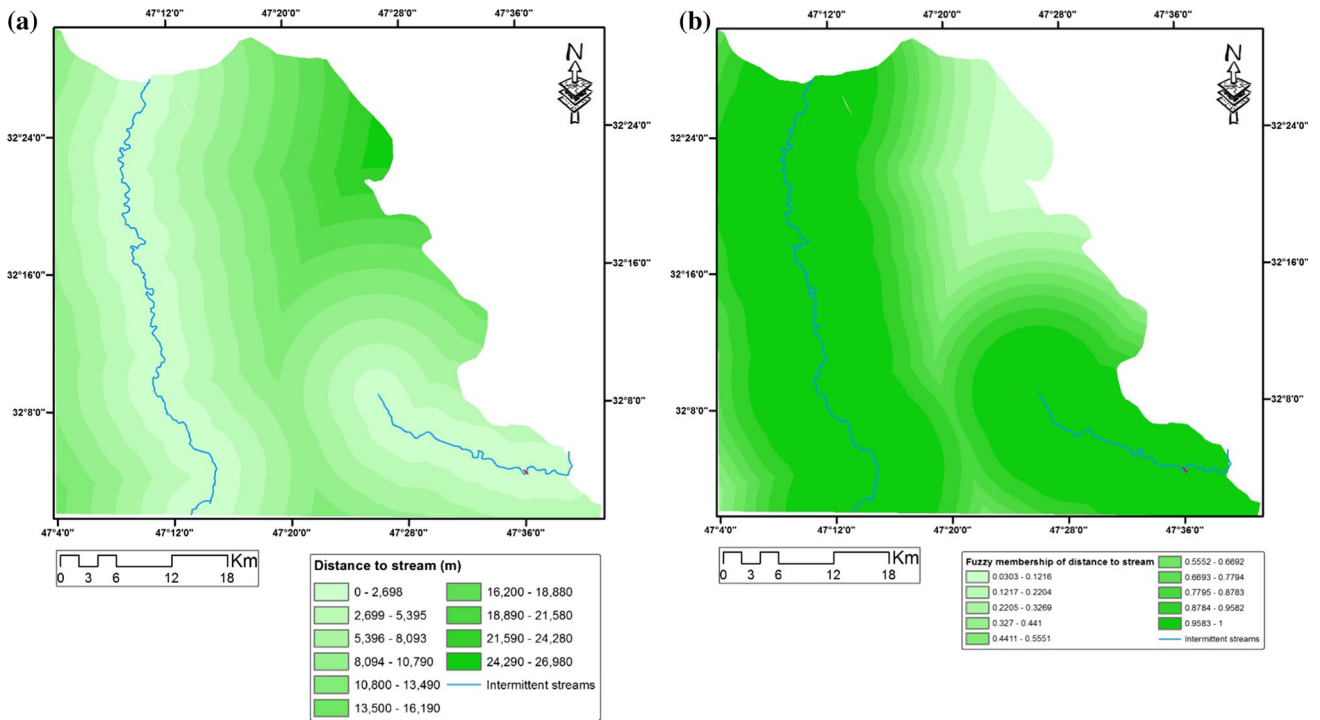 (a)
47°12'0"
47°20'0"
47°28'0"
47°36'0"
N
32°24'0"
32°24'0"
32°16'0"
32°16'0"
32°8'0"
32°8'0"
47°4'0"
47°12'0"
47°20'0"
47°28'0"
47°36'0"
Km
0 3 6 12 18
Distance to stream (m)
0 - 2,698
2,699 - 5,395
5,396 - 8,093
8,094 - 10,790
10,800 - 13,490
13,500 - 16,190
16,200 - 18,880
18,890 - 21,580
21,590 - 24,280
24,290 - 26,980
Intermittent streams
(b)
47°12'0"
47°20'0"
47°28'0"
47°36'0"
N
32°24'0"
32°24'0"
32°16'0"
32°16'0"
32°8'0"
32°8'0"
47°4'0"
47°12'0"
47°20'0"
47°28'0"
47°36'0"
Km
0 3 6 12 18
Fuzzy membership of distance to stream
0.0303 - 0.1216
0.1217 - 0.2204
0.2205 - 0.3269
0.327 - 0.441
0.4411 - 0.5551
0.5552 - 0.6692
0.6693 - 0.7794
0.7795 - 0.8783
0.8784 - 0.9582
0.9583 - 1
Intermittent streams